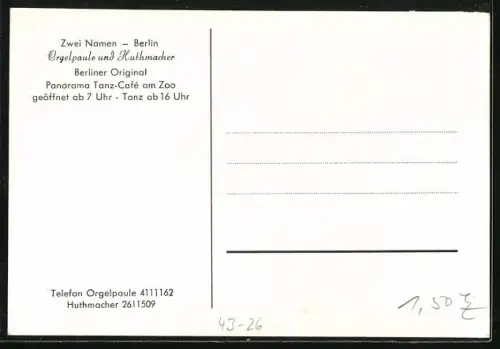 Zwei Namen – Berlin
Orgelpaule und Huthmacher
Berliner Original
Panorama Tanz-Café am Zoo
geöffnet ab 7 Uhr - Tanz ab 16 Uhr
Telefon Orgelpaule 4111162
Huthmacher 2611509
43-26
1,50